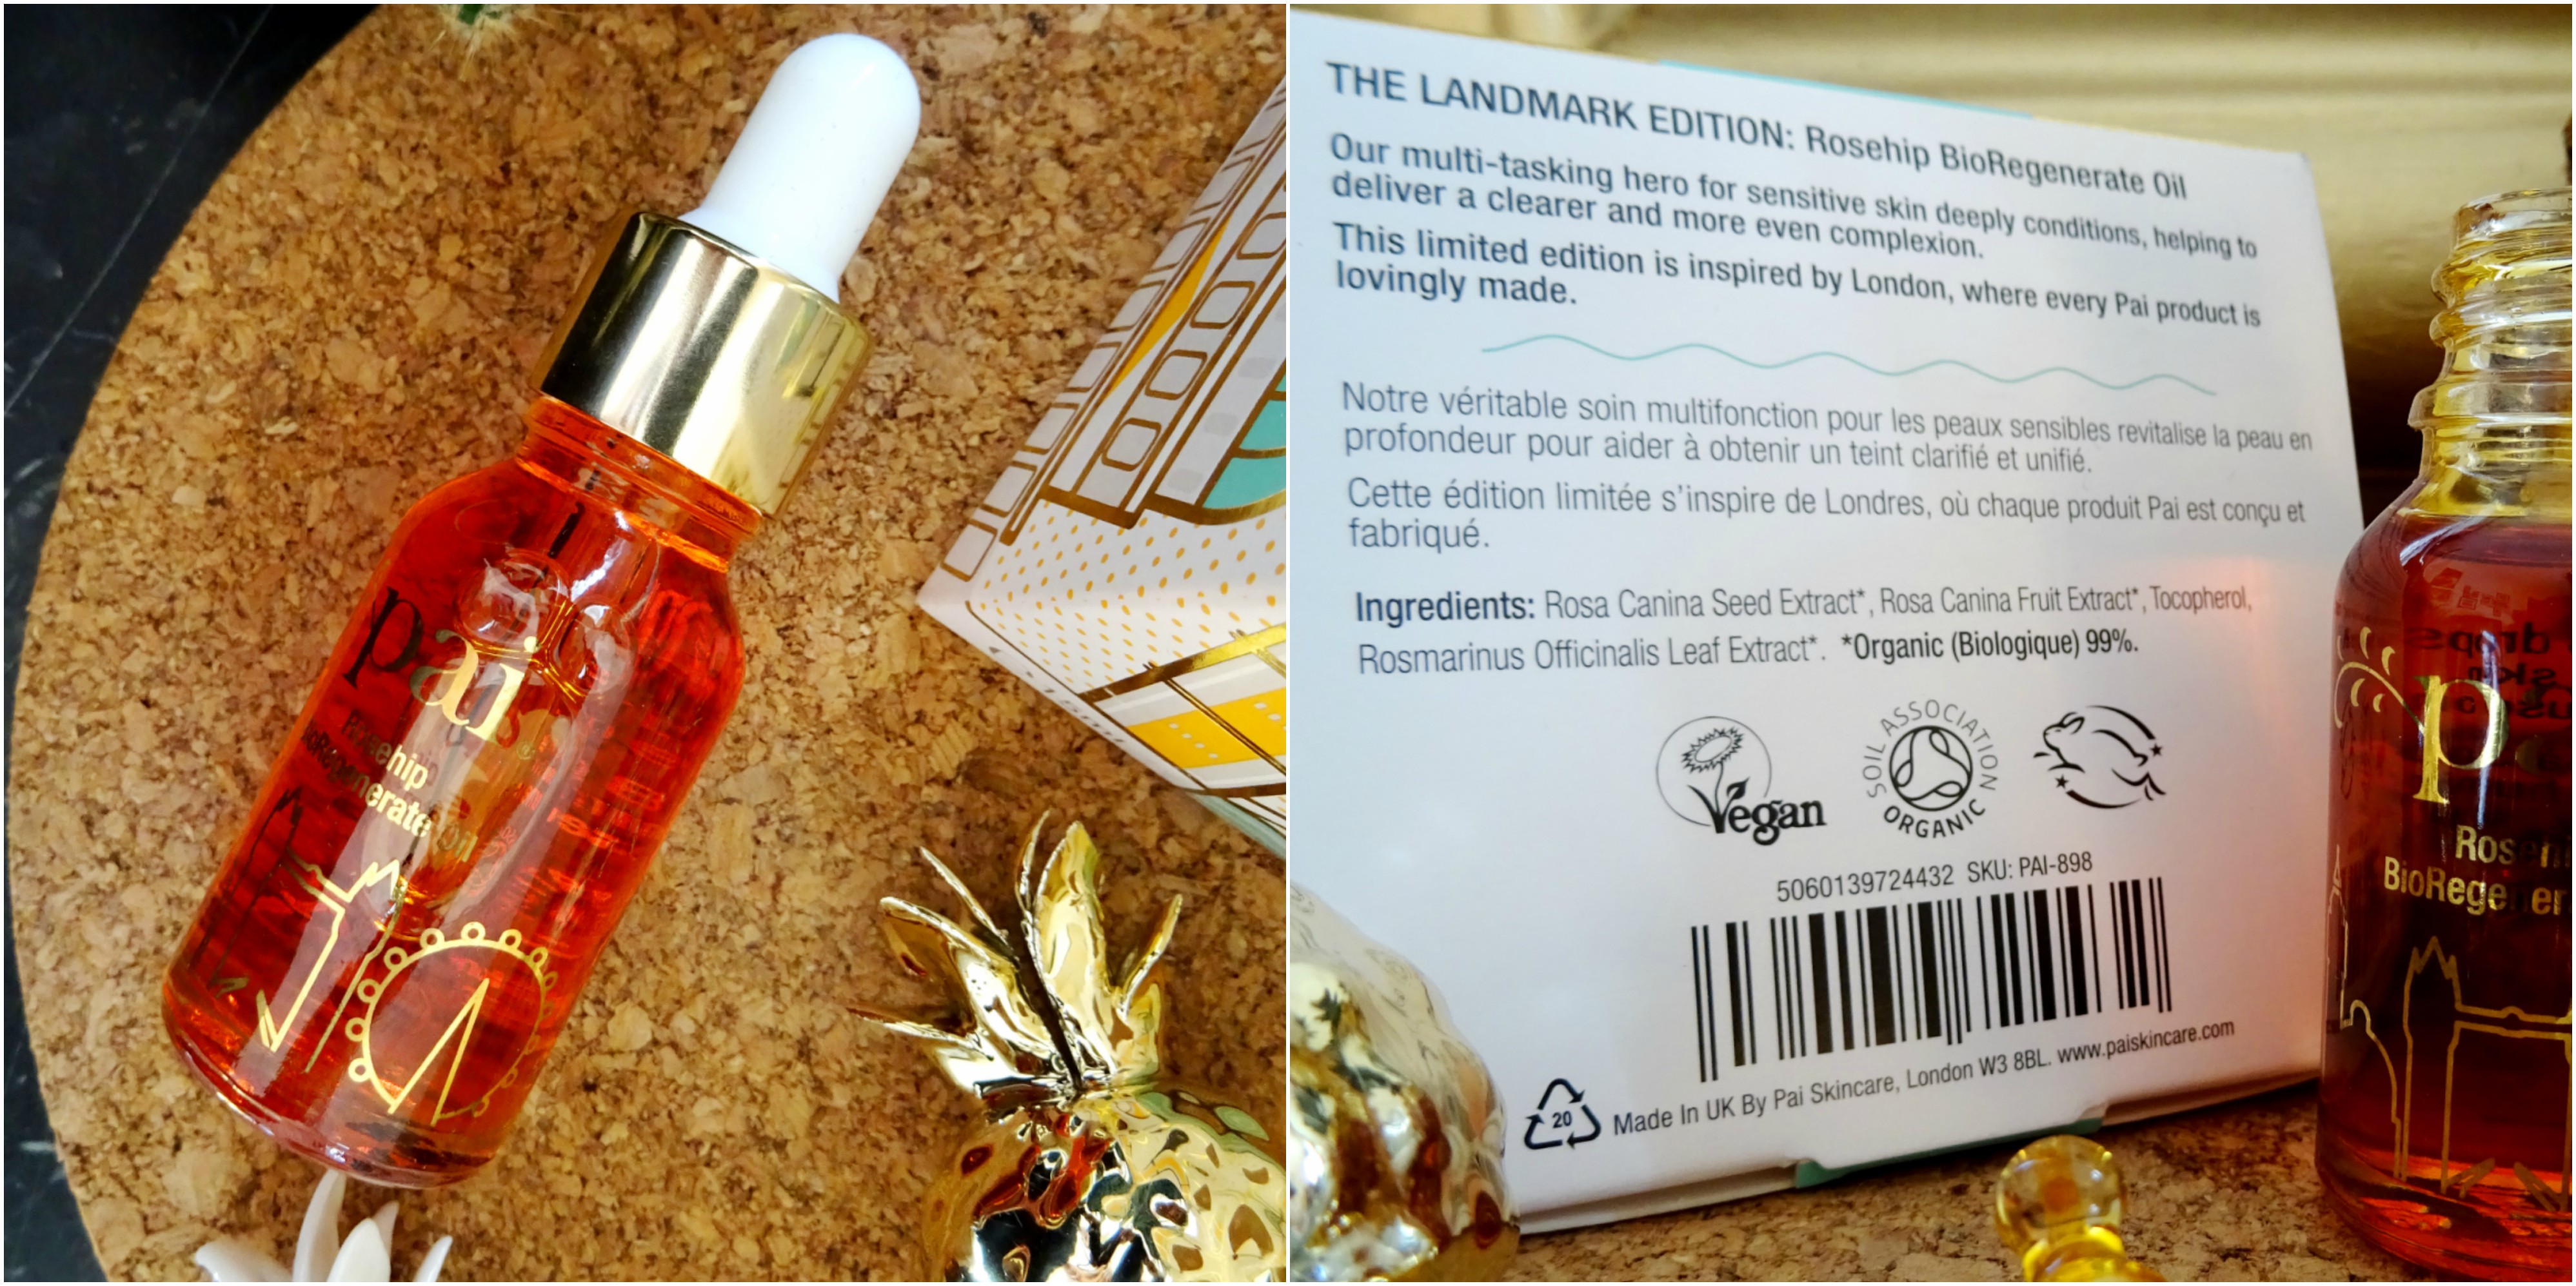 pai
Rosehip
BioRegenerate Oil
THE LANDMARK EDITION: Rosehip BioRegenerate Oil
Our multi-tasking hero for sensitive skin deeply conditions, helping to
deliver a clearer and more even complexion.
This limited edition is inspired by London, where every Pai product is
lovingly made.
Notre véritable soin multifonction pour les peaux sensibles revitalise la peau en
profondeur pour aider à obtenir un teint clarifié et unifié.
Cette édition limitée s'inspire de Londres, où chaque produit Pai est conçu et
fabriqué.
Ingredients: Rosa Canina Seed Extract*, Rosa Canina Fruit Extract*, Tocopherol,
Rosmarinus Officinalis Leaf Extract*. *Organic (Biologique) 99%.
Vegan
SOIL ASSOCIATION
ORGANIC
5060139724432 SKU: PAI-898
20
Made In UK By Pai Skincare, London W3 8BL. www.paiskincare.com
p
Roseh
BioRegener